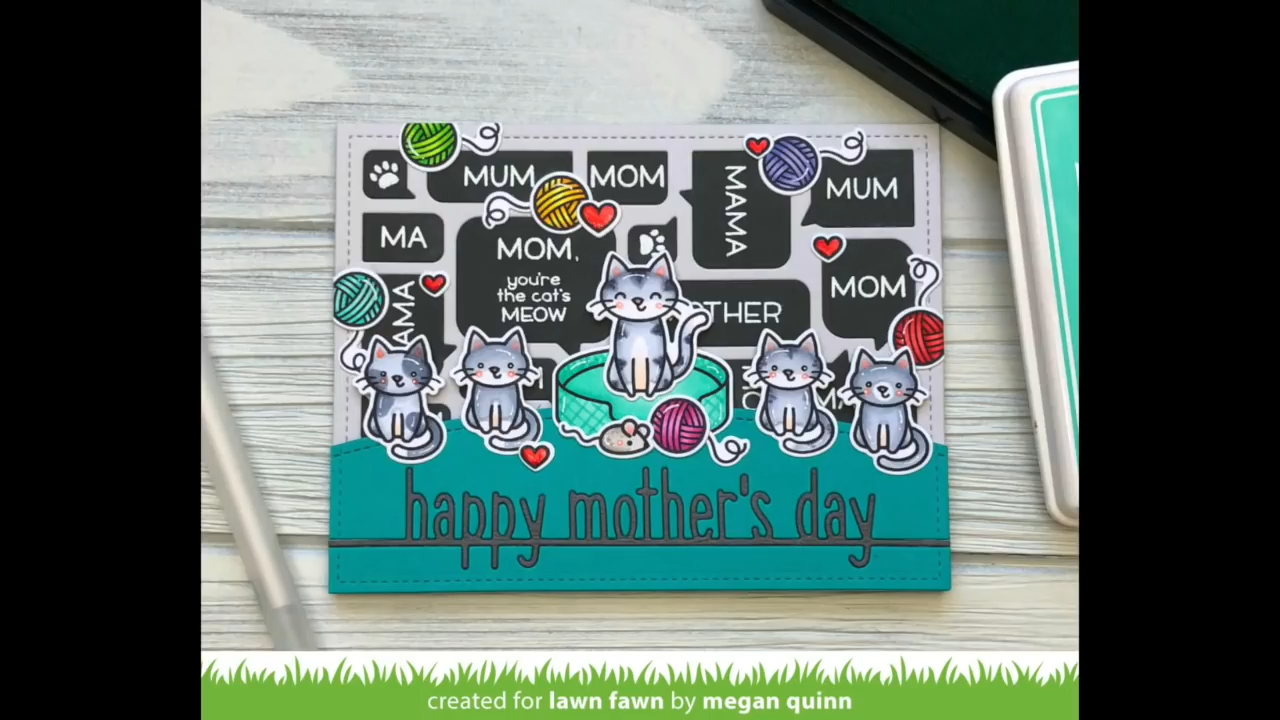 MUM
MOM
MAMA
MUM
MA
MOM,
you're
the cat's
MEOW
MOM
AMA
OTHER
happy mother's day
created for lawn fawn by megan quinn